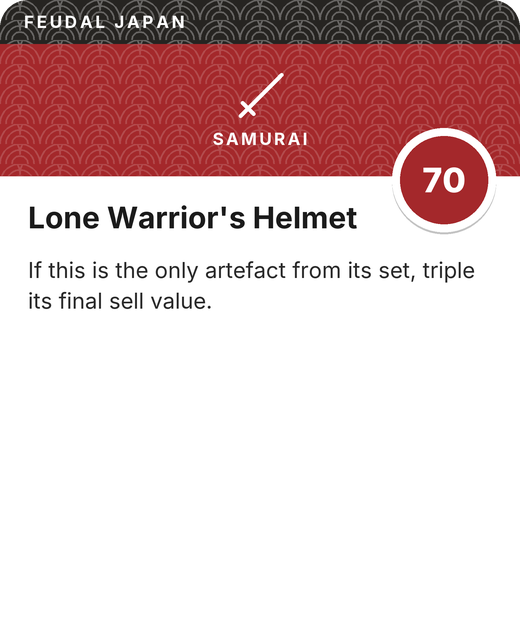 FEUDAL JAPAN
SAMURAI
70
Lone Warrior's Helmet
If this is the only artefact from its set, triple
its final sell value.